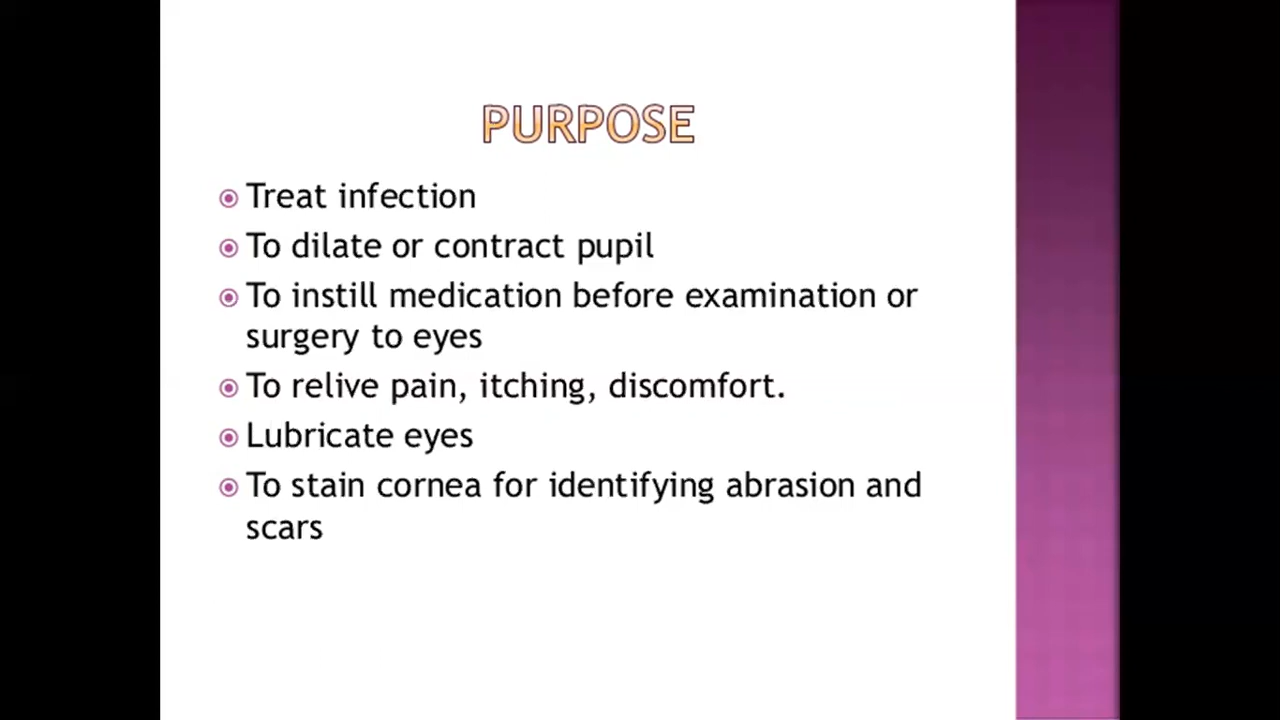 PURPOSE
Treat infection
To dilate or contract pupil
To instill medication before examination or
surgery to eyes
To relive pain, itching, discomfort.
Lubricate eyes
To stain cornea for identifying abrasion and
scars